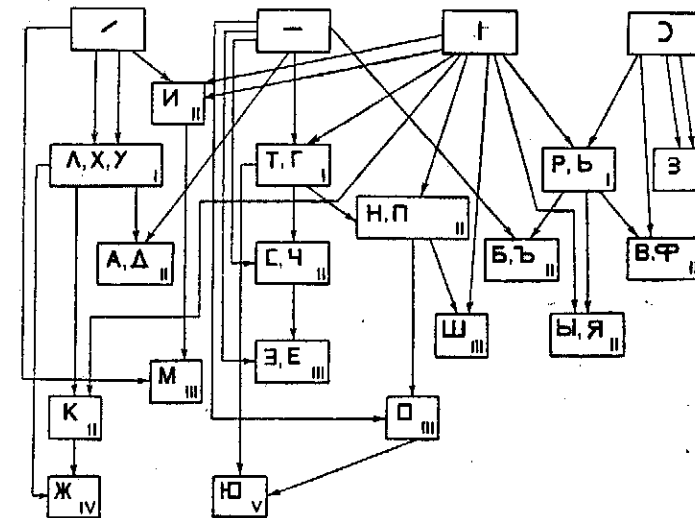 И II
Л, Х, У I
Т, Г I
Р, Ь I
З
Н, П II
А, Д II
С, Ч II
Б, Ъ II
В, Ф
Ш III
Ы, Я II
М III
Э, Е III
К II
О III
Ж IV
Ю V